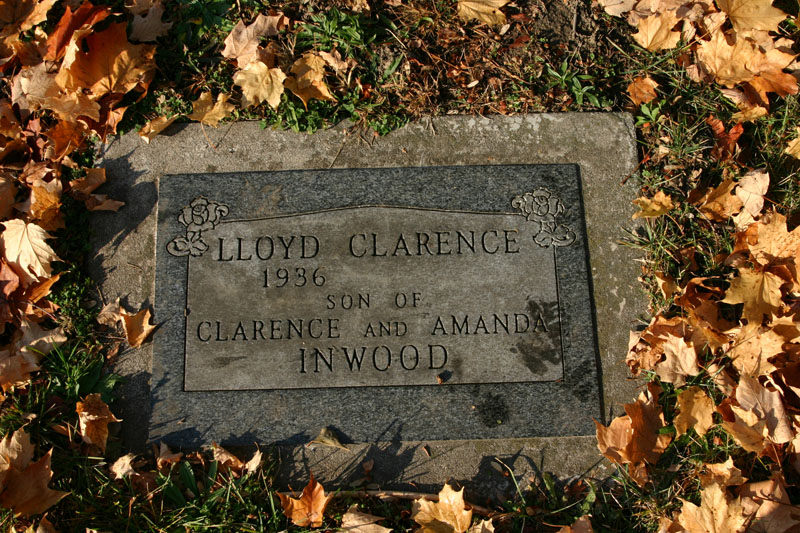 LLOYD CLARENCE
1936
SON OF
CLARENCE AND AMANDA
INWOOD